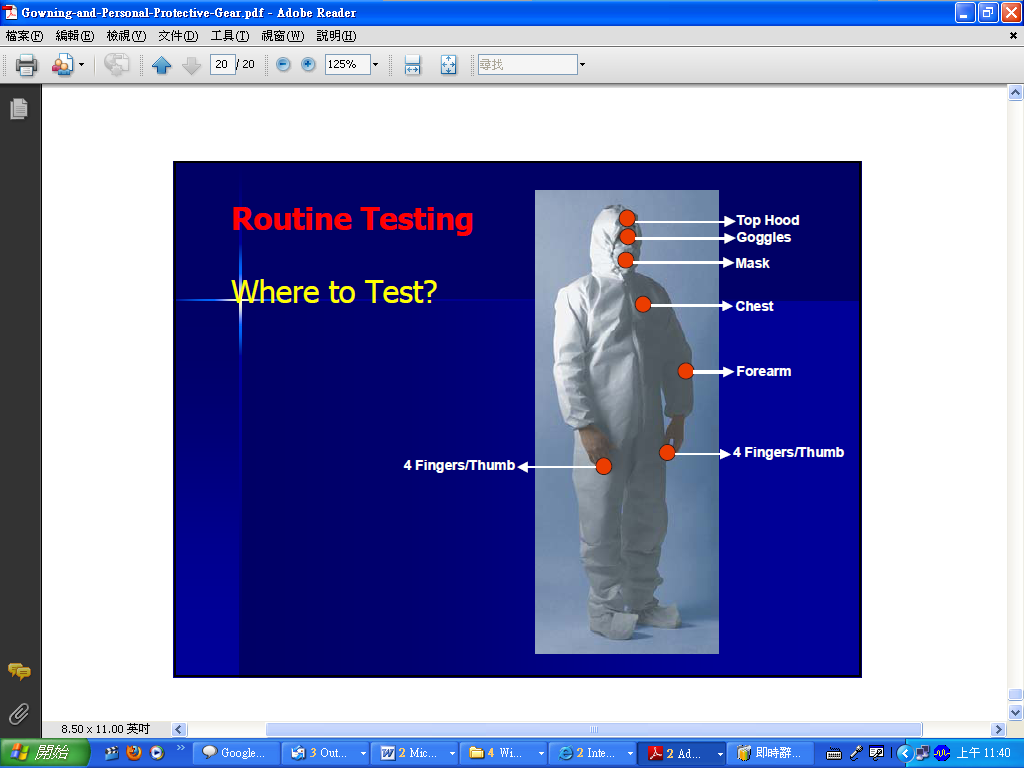 Gowning-and-Personal-Protective-Gear.pdf - Adobe Reader
檔案(F) 編輯(E) 檢視(V) 文件(D) 工具(T) 視窗(W) 說明(H)
20 / 20 125% 尋找
Routine Testing
Where to Test?
Top Hood
Goggles
Mask
Chest
Forearm
4 Fingers/Thumb
4 Fingers/Thumb
8.50 x 11.00 英吋
開始 Google... 3 Out... 2 Mic... 4 Wi... 2 Inte... 2 Ad... 即時辭... 上午 11:40